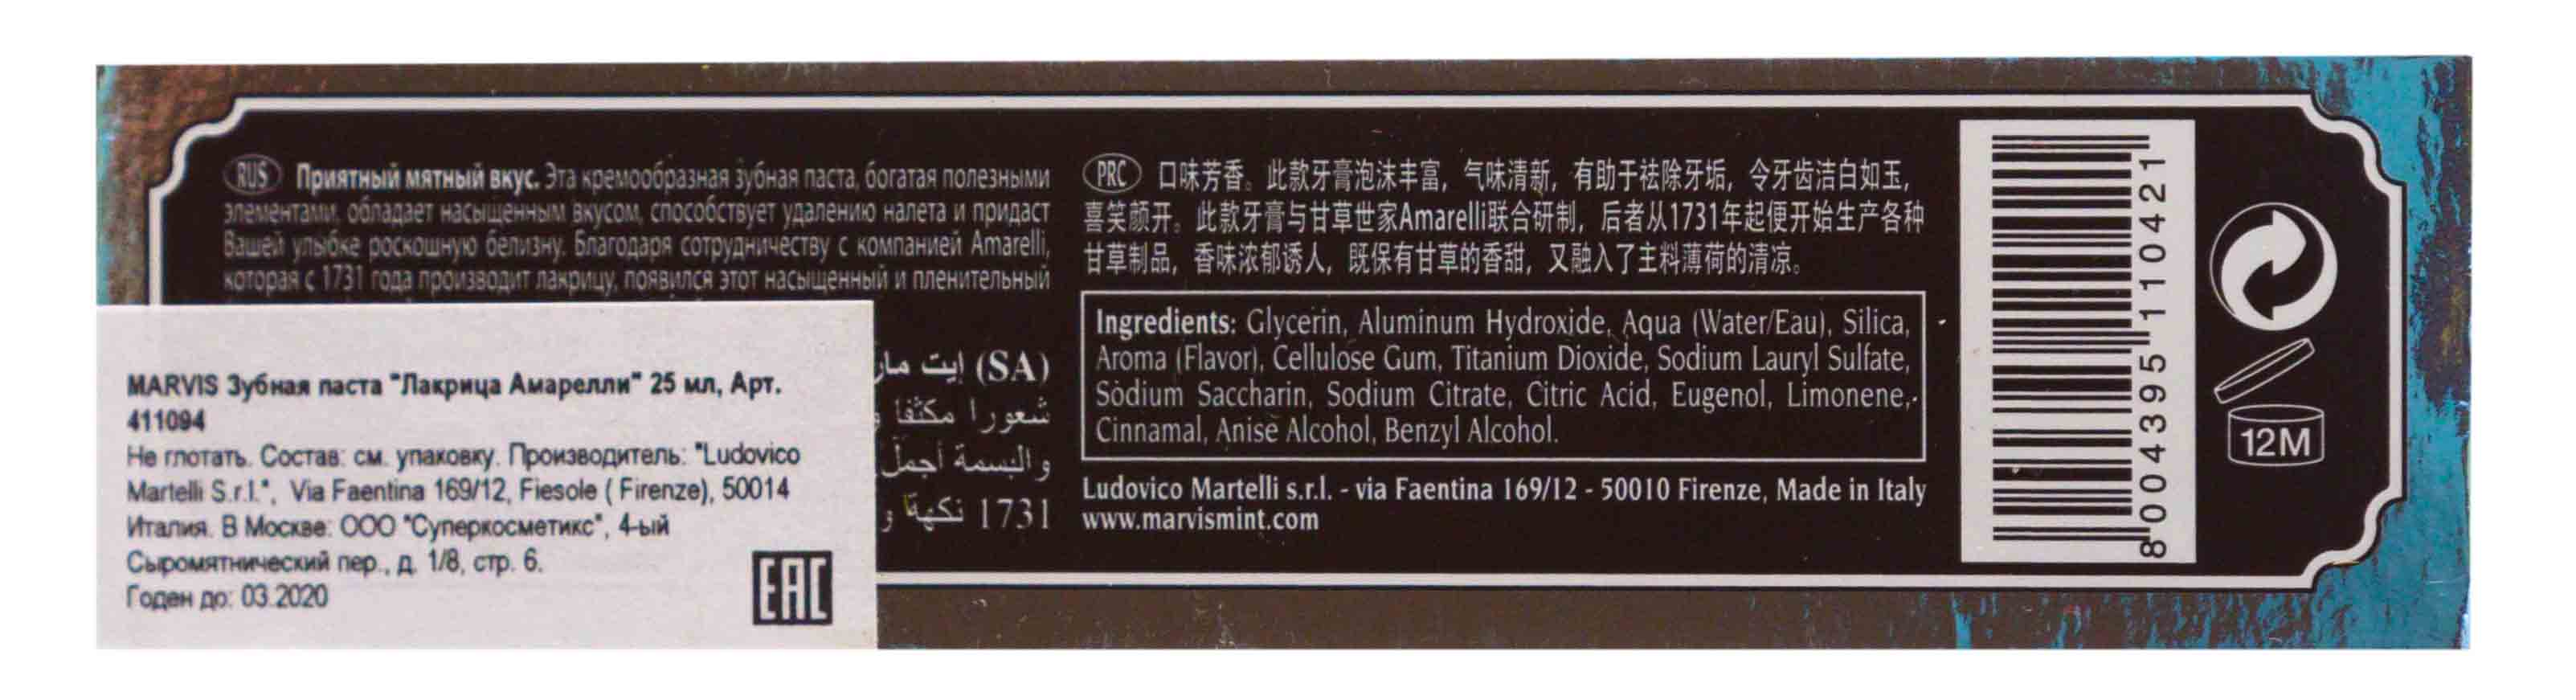 RUS Приятный мятный вкус. Эта кремообразная зубная паста, богатая полезными
элементами, обладает насыщенным вкусом, способствует удалению налета и придаст
Вашей улыбке роскошную белизну. Благодаря сотрудничеству с компанией Amarelli,
которая с 1731 года производит лакрицу, появился этот насыщенный и пленительный
MARVIS Зубная паста "Лакрица Амарелли" 25 мл, Арт.
411094
Не глотать. Состав: см. упаковку. Производитель: "Ludovico
Martelli S.r.l.", Via Faentina 169/12, Fiesole ( Firenze), 50014
Италия. В Москве: ООО "Суперкосметикс", 4-ый
Сыромятнический пер., д. 1/8, стр. 6.
Годен до: 03.2020
EAC
(SA) إيت
شعورا مكثفا و
والبسمة أجمل
1731 نكهة و
PRC 口味芳香。此款牙膏泡沫丰富，气味清新，有助于祛除牙垢，令牙齿洁白如玉，
喜笑颜开。此款牙膏与甘草世家Amarelli联合研制，后者从1731年起便开始生产各种
甘草制品，香味浓郁诱人，既保有甘草的香甜，又融入了主料薄荷的清凉。
Ingredients: Glycerin, Aluminum Hydroxide, Aqua (Water/Eau), Silica,
Aroma (Flavor), Cellulose Gum, Titanium Dioxide, Sodium Lauryl Sulfate,
Sodium Saccharin, Sodium Citrate, Citric Acid, Eugenol, Limonene,
Cinnamal, Anise Alcohol, Benzyl Alcohol.
Ludovico Martelli s.r.l. - via Faentina 169/12 - 50010 Firenze, Made in Italy
www.marvismint.com
8 004395 110421
12M